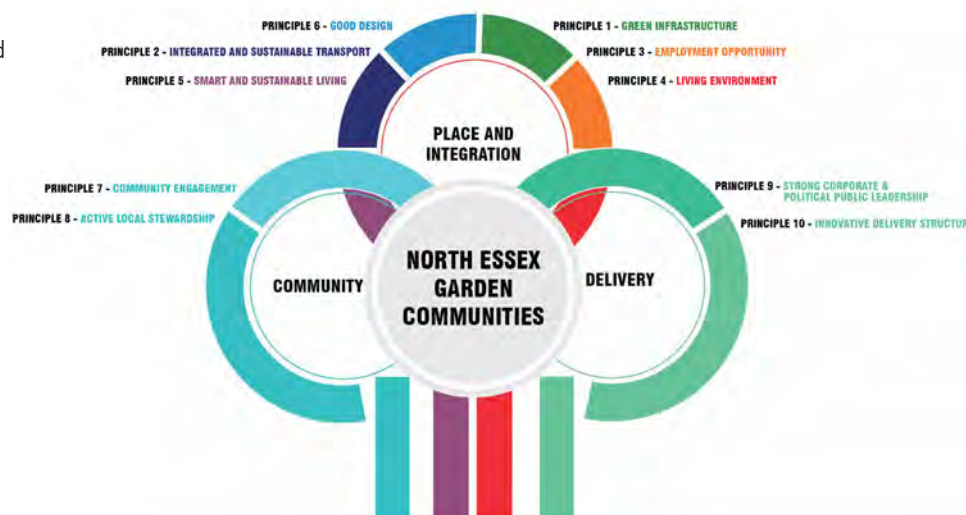 PRINCIPLE 6 - GOOD DESIGN
PRINCIPLE 1 - GREEN INFRASTRUCTURE
d
PRINCIPLE 2 - INTEGRATED AND SUSTAINABLE TRANSPORT
PRINCIPLE 3 - EMPLOYMENT OPPORTUNITY
PRINCIPLE 5 - SMART AND SUSTAINABLE LIVING
PRINCIPLE 4 - LIVING ENVIRONMENT
PLACE AND
INTEGRATION
PRINCIPLE 7 - COMMUNITY ENGAGEMENT
PRINCIPLE 8 - ACTIVE LOCAL STEWARDSHIP
PRINCIPLE 9 - STRONG CORPORATE &
POLITICAL PUBLIC LEADERSHIP
PRINCIPLE 10 - INNOVATIVE DELIVERY STRUCTUR
COMMUNITY
NORTH ESSEX
GARDEN
COMMUNITIES
DELIVERY